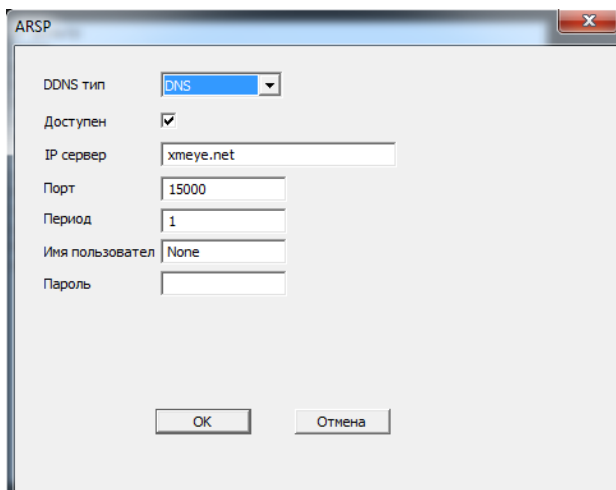 ARSP
DDNS тип DNS
Доступен
IP сервер xmeye.net
Порт 15000
Период 1
Имя пользовател None
Пароль
OK Отмена